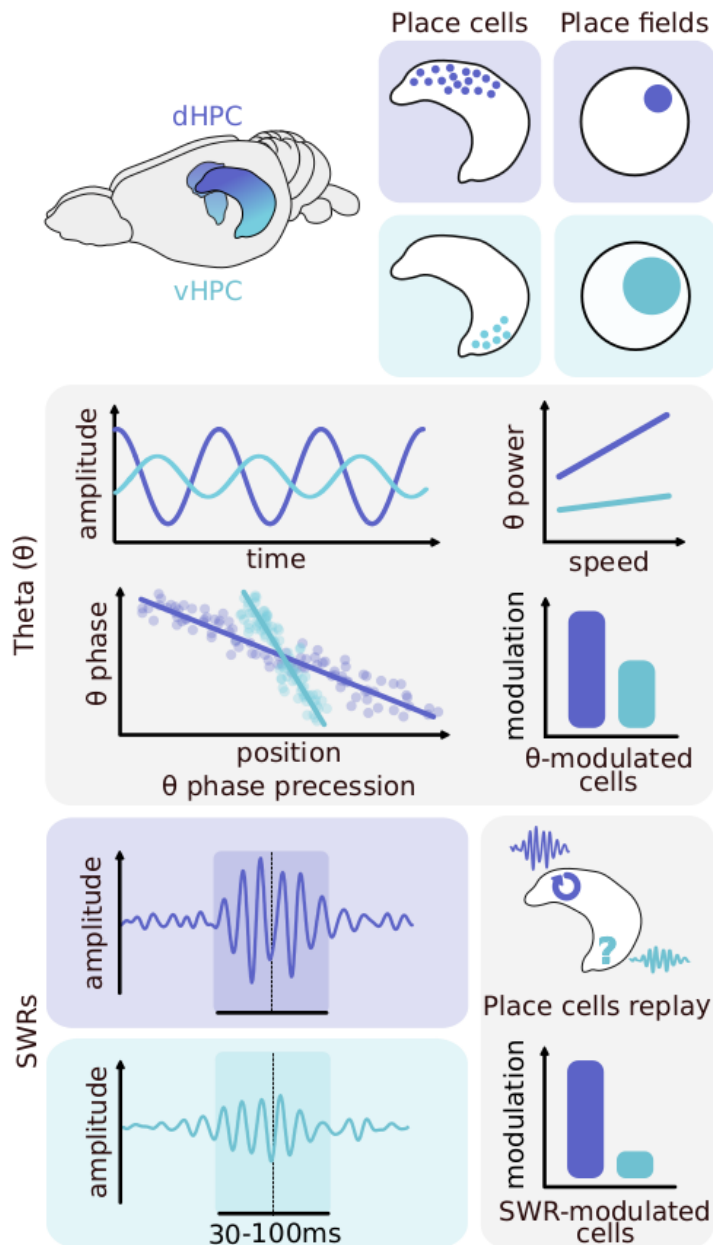 Place cells
Place fields
dHPC
vHPC
Theta (θ)
amplitude
time
θ power
speed
θ phase
position
θ phase precession
modulation
θ-modulated
cells
SWRs
amplitude
amplitude
30-100ms
?
Place cells replay
modulation
SWR-modulated
cells